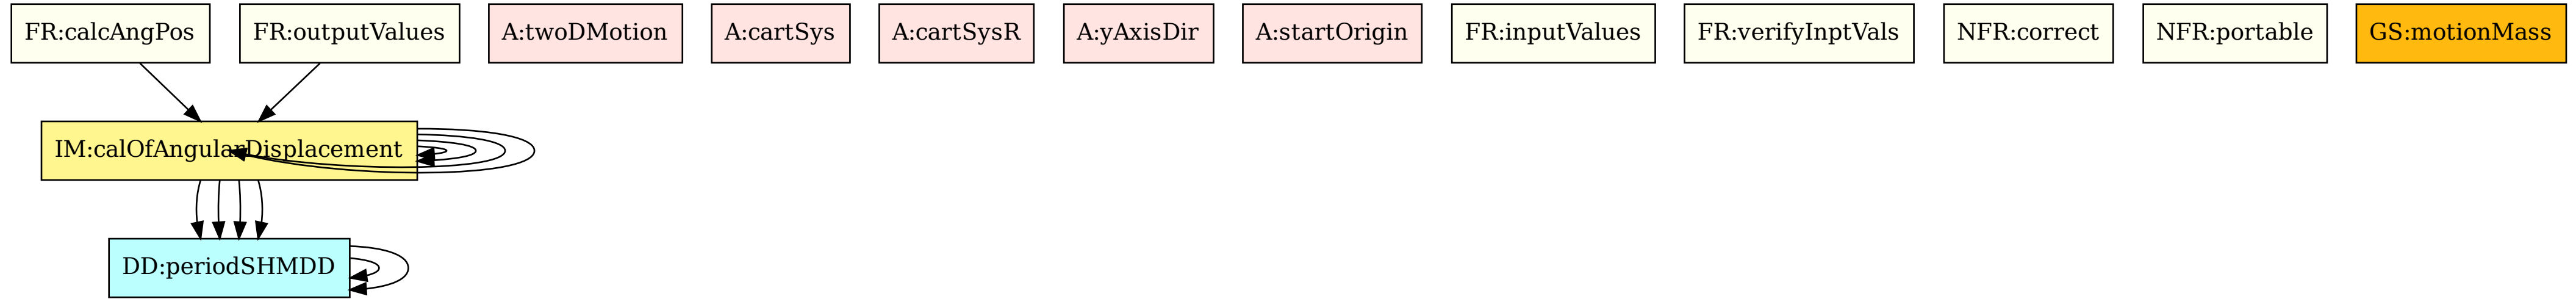 FR:calcAngPos
FR:outputValues
A:twoDMotion
A:cartSys
A:cartSysR
A:yAxisDir
A:startOrigin
FR:inputValues
FR:verifyInptVals
NFR:correct
NFR:portable
GS:motionMass
IM:calOfAngularDisplacement
DD:periodSHMDD